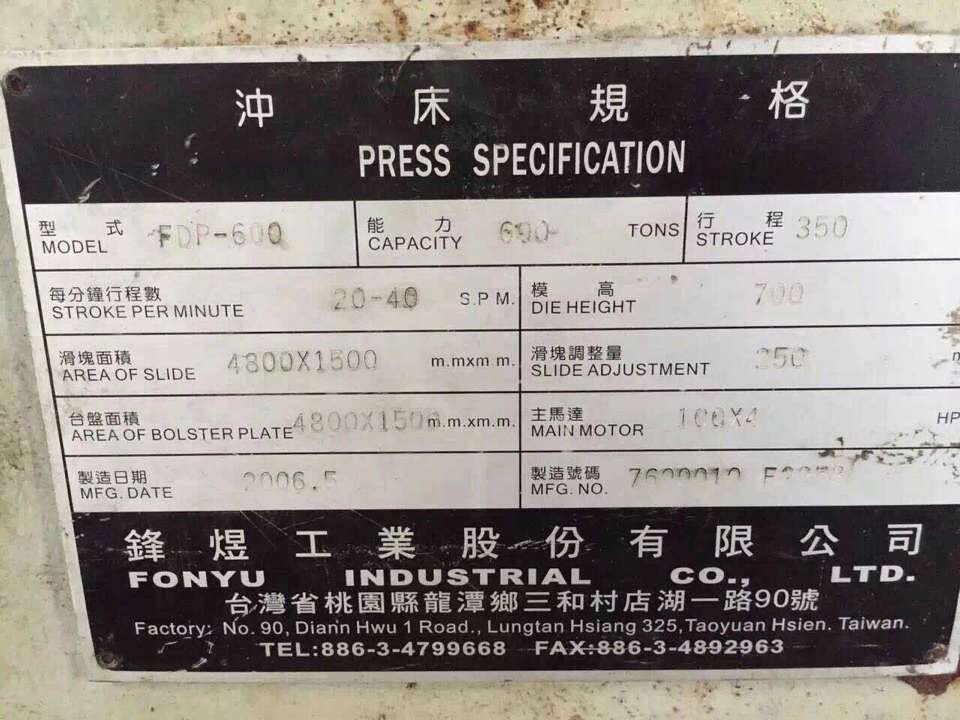 沖床規格
PRESS SPECIFICATION
型式 能力 行程
MODEL FDP-600 CAPACITY TONS STROKE 350
每分鐘行程數 模高
STROKE PER MINUTE 20-40 S.P.M. DIE HEIGHT 700
滑塊面積 滑塊調整量
AREA OF SLIDE 4800X1500 m.mxm m. SLIDE ADJUSTMENT 250
台盤面積 主馬達
AREA OF BOLSTER PLATE 4800X1500 m.m.xm.m. MAIN MOTOR 100X4 HP
製造日期 製造號碼
MFG. DATE 2006.5 MFG. NO.
鋒煜工業股份有限公司
FONYU INDUSTRIAL CO., LTD.
台灣省桃園縣龍潭鄉三和村店湖一路90號
Factory: No. 90, Diann Hwu 1 Road., Lungtan Hsiang 325, Taoyuan Hsien. Taiwan.
TEL:886-3-4799668 FAX:886-3-4892963